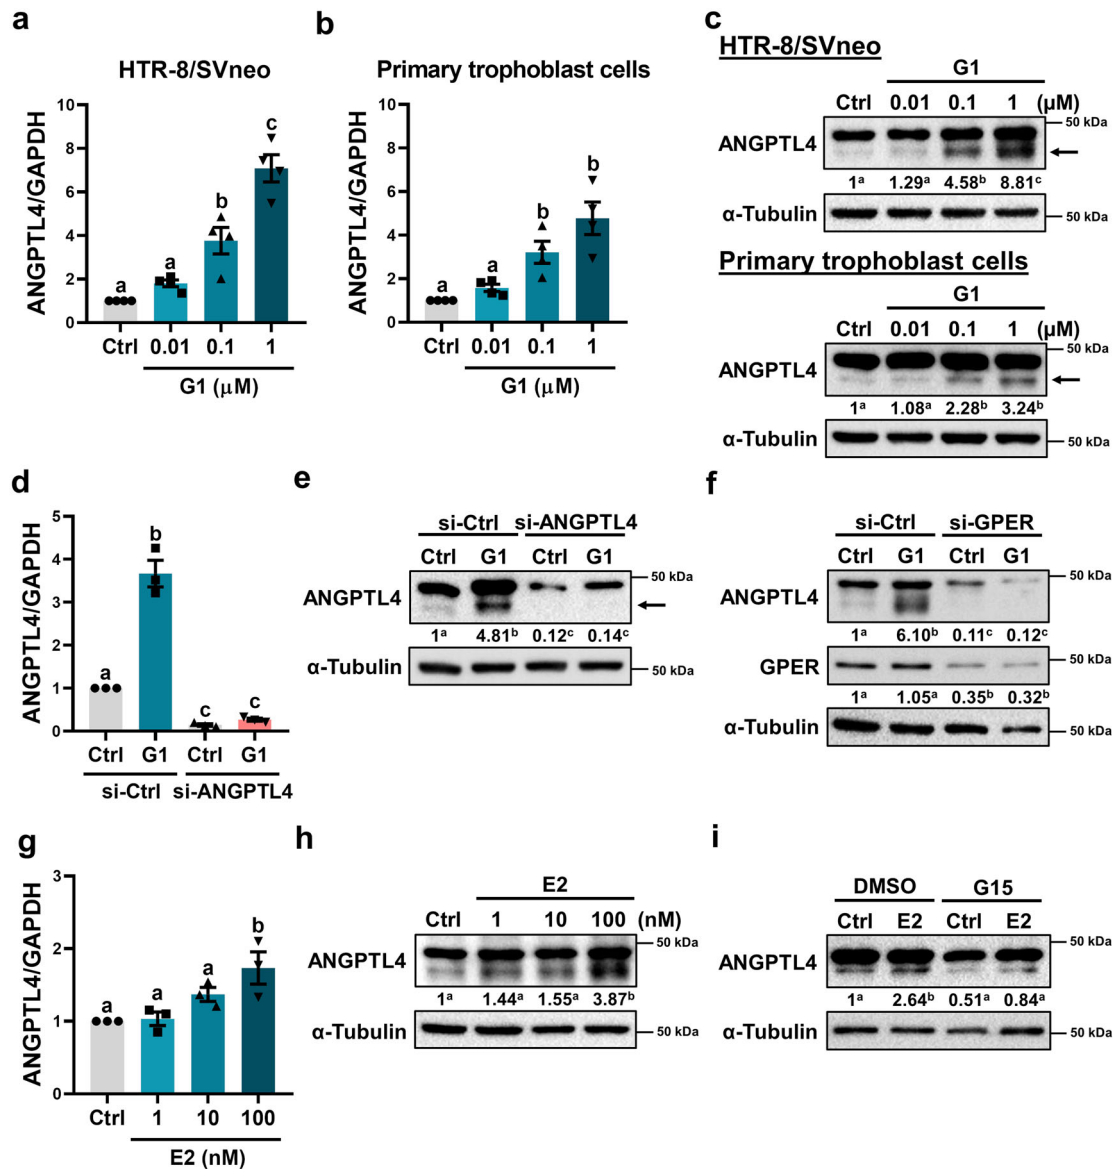 a
HTR-8/SVneo
ANGPTL4/GAPDH
10
8
6
4
2
0
a
a
b
c
Ctrl 0.01 0.1 1
G1 (μM)
b
Primary trophoblast cells
ANGPTL4/GAPDH
10
8
6
4
2
0
a
a
b
b
Ctrl 0.01 0.1 1
G1 (μM)
c
HTR-8/SVneo
G1
Ctrl 0.01 0.1 1 (μM)
50 kDa
ANGPTL4
1ᵃ 1.29ᵃ 4.58ᵇ 8.81ᶜ
α-Tubulin
50 kDa
Primary trophoblast cells
G1
Ctrl 0.01 0.1 1 (μM)
50 kDa
ANGPTL4
1ᵃ 1.08ᵃ 2.28ᵇ 3.24ᵇ
α-Tubulin
50 kDa
d
ANGPTL4/GAPDH
5
4
3
2
1
0
a
b
c
c
Ctrl G1 Ctrl G1
si-Ctrl si-ANGPTL4
e
si-Ctrl si-ANGPTL4
Ctrl G1 Ctrl G1
50 kDa
ANGPTL4
1ᵃ 4.81ᵇ 0.12ᶜ 0.14ᶜ
α-Tubulin
50 kDa
f
si-Ctrl si-GPER
Ctrl G1 Ctrl G1
50 kDa
ANGPTL4
1ᵃ 6.10ᵇ 0.11ᶜ 0.12ᶜ
GPER
50 kDa
1ᵃ 1.05ᵃ 0.35ᵇ 0.32ᵇ
α-Tubulin
50 kDa
g
ANGPTL4/GAPDH
3
2
1
0
a
a
a
b
Ctrl 1 10 100
E2 (nM)
h
E2
Ctrl 1 10 100 (nM)
50 kDa
ANGPTL4
1ᵃ 1.44ᵃ 1.55ᵃ 3.87ᵇ
α-Tubulin
50 kDa
i
DMSO G15
Ctrl E2 Ctrl E2
50 kDa
ANGPTL4
1ᵃ 2.64ᵇ 0.51ᵃ 0.84ᵃ
α-Tubulin
50 kDa